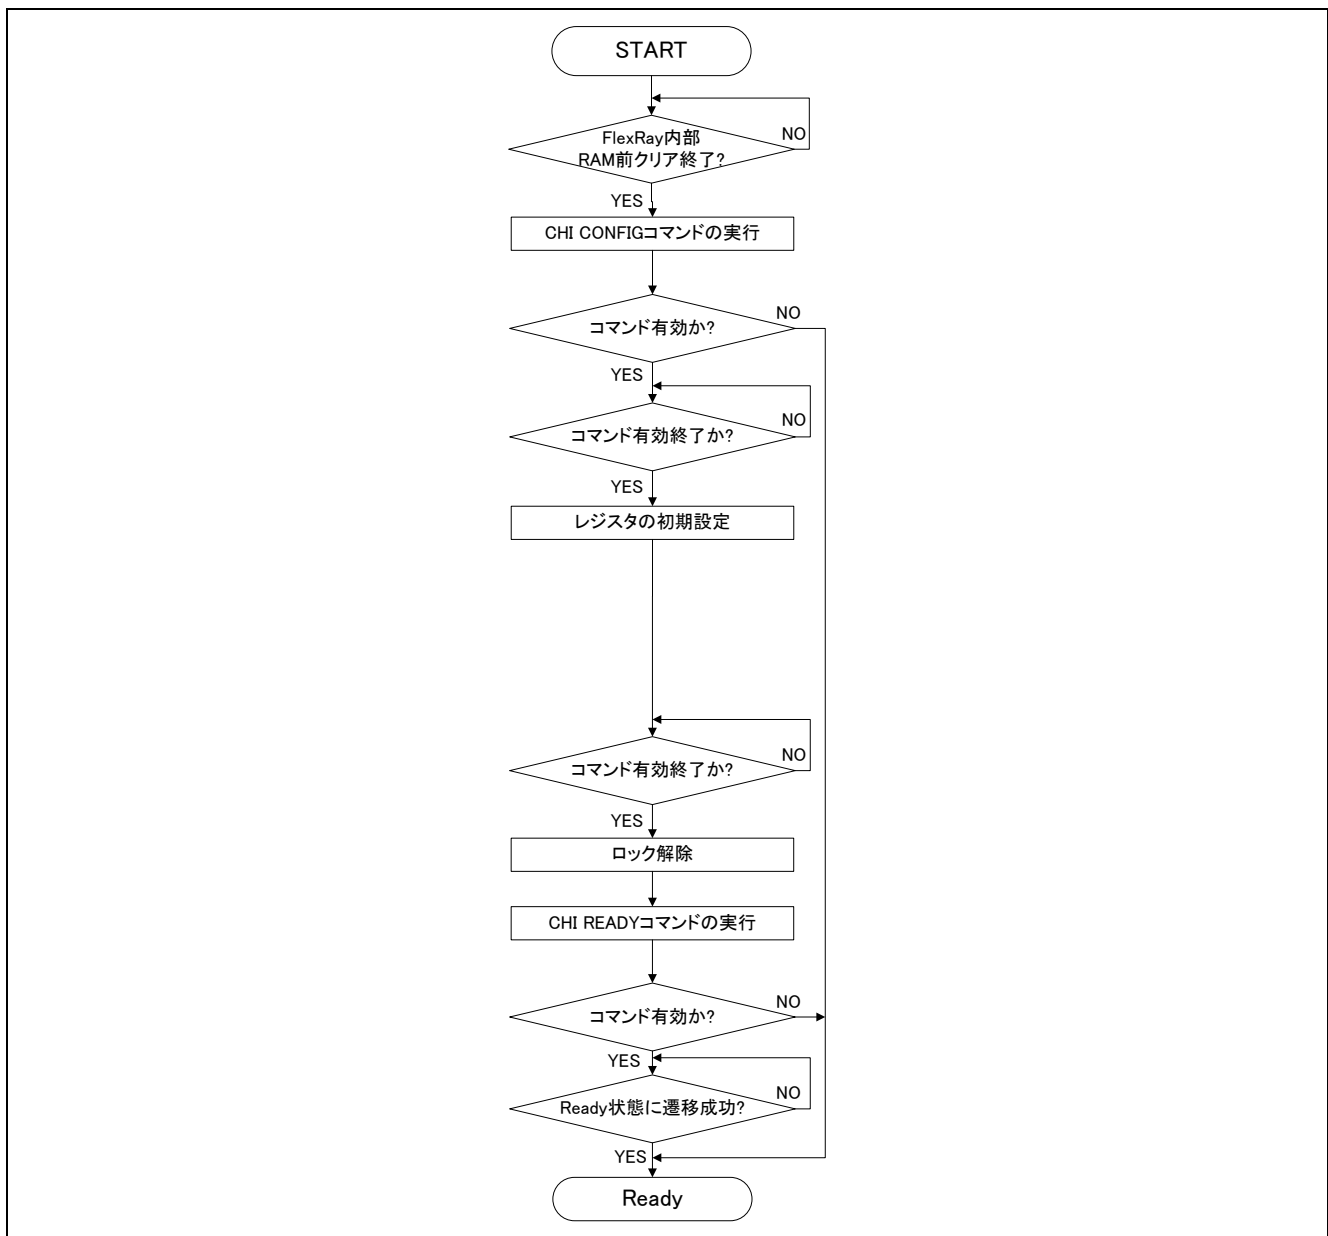 START
FlexRay内部
RAM前クリア終了?
NO
YES
CHI CONFIGコマンドの実行
コマンド有効か?
NO
YES
コマンド有効終了か?
NO
YES
レジスタの初期設定
コマンド有効終了か?
NO
YES
ロック解除
CHI READYコマンドの実行
コマンド有効か?
NO
YES
Ready状態に遷移成功?
NO
YES
Ready